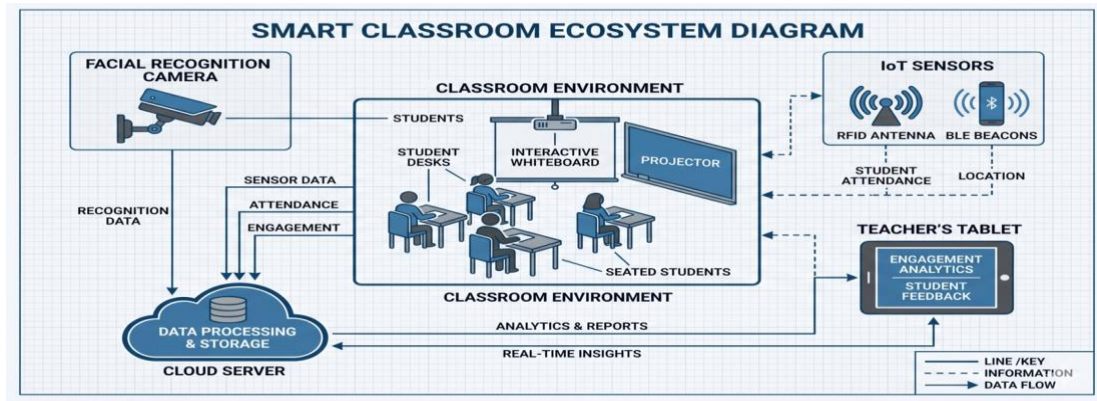 SMART CLASSROOM ECOSYSTEM DIAGRAM
FACIAL RECOGNITION
CAMERA
IoT SENSORS
RFID ANTENNA
BLE BEACONS
CLASSROOM ENVIRONMENT
STUDENTS
STUDENT
DESKS
INTERACTIVE
WHITEBOARD
PROJECTOR
SEATED STUDENTS
CLASSROOM ENVIRONMENT
STUDENT
ATTENDANCE
LOCATION
SENSOR DATA
ATTENDANCE
ENGAGEMENT
RECOGNITION
DATA
TEACHER'S TABLET
ENGAGEMENT
ANALYTICS
STUDENT
FEEDBACK
DATA PROCESSING
& STORAGE
CLOUD SERVER
ANALYTICS & REPORTS
REAL-TIME INSIGHTS
LINE /KEY
INFORMATION
DATA FLOW